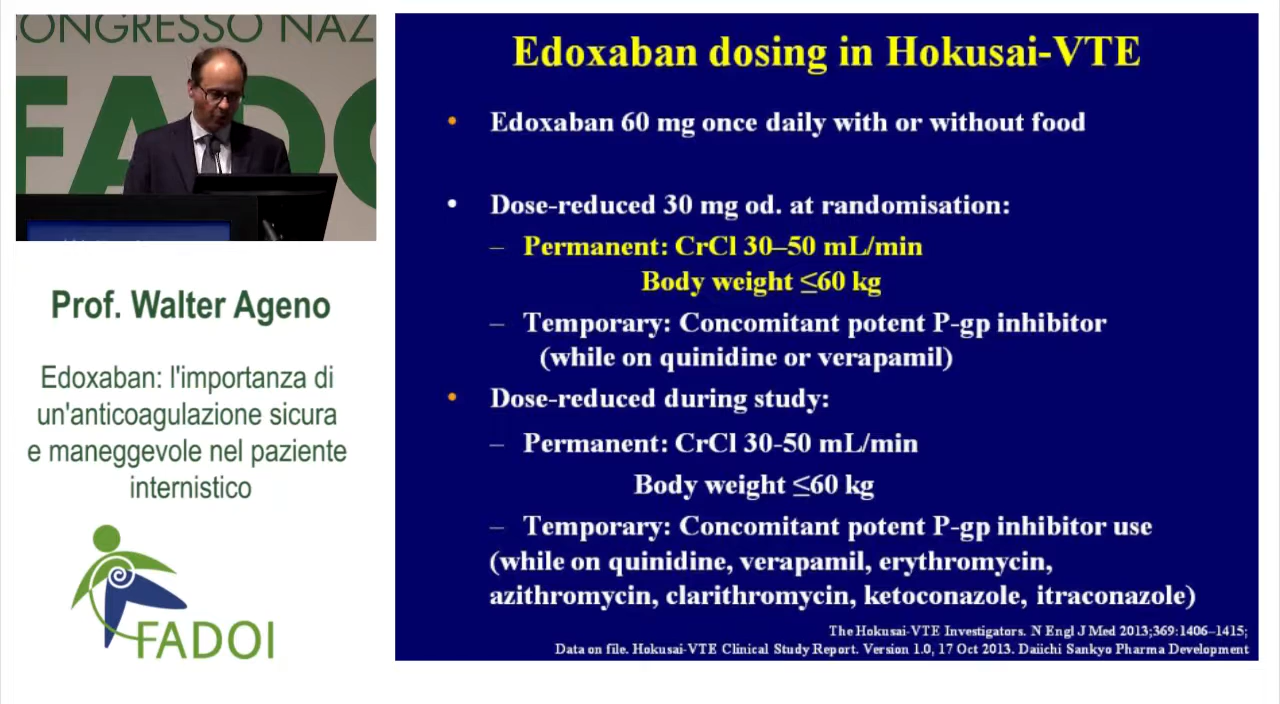 CONGRESSO NAZ
FADO
Prof. Walter Ageno
Edoxaban: l'importanza di
un'anticoagulazione sicura
e maneggevole nel paziente
internistico
FADOI
Edoxaban dosing in Hokusai-VTE
• Edoxaban 60 mg once daily with or without food
• Dose-reduced 30 mg od. at randomisation:
– Permanent: CrCl 30–50 mL/min
Body weight ≤60 kg
– Temporary: Concomitant potent P-gp inhibitor
(while on quinidine or verapamil)
• Dose-reduced during study:
– Permanent: CrCl 30-50 mL/min
Body weight ≤60 kg
– Temporary: Concomitant potent P-gp inhibitor use
(while on quinidine, verapamil, erythromycin,
azithromycin, clarithromycin, ketoconazole, itraconazole)
The Hokusai-VTE Investigators. N Engl J Med 2013;369:1406–1415;
Data on file. Hokusai-VTE Clinical Study Report. Version 1.0, 17 Oct 2013. Daiichi Sankyo Pharma Development